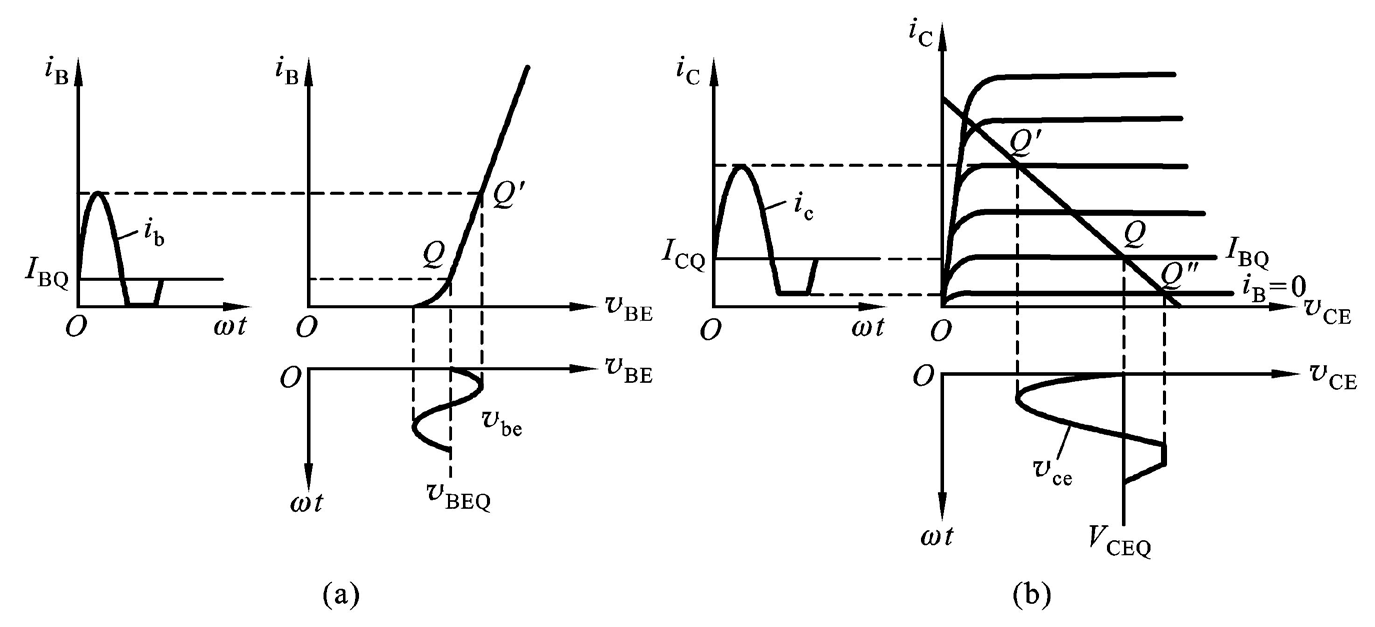 i_B
i_b
I_BQ
O
ωt
i_B
Q′
Q
O
v_BE
O
v_BE
v_be
v_BEQ
ωt
(a)
i_C
i_c
I_CQ
O
ωt
i_C
Q′
Q
I_BQ
Q″
i_B=0
O
v_CE
O
v_CE
v_ce
ωt
V_CEQ
(b)